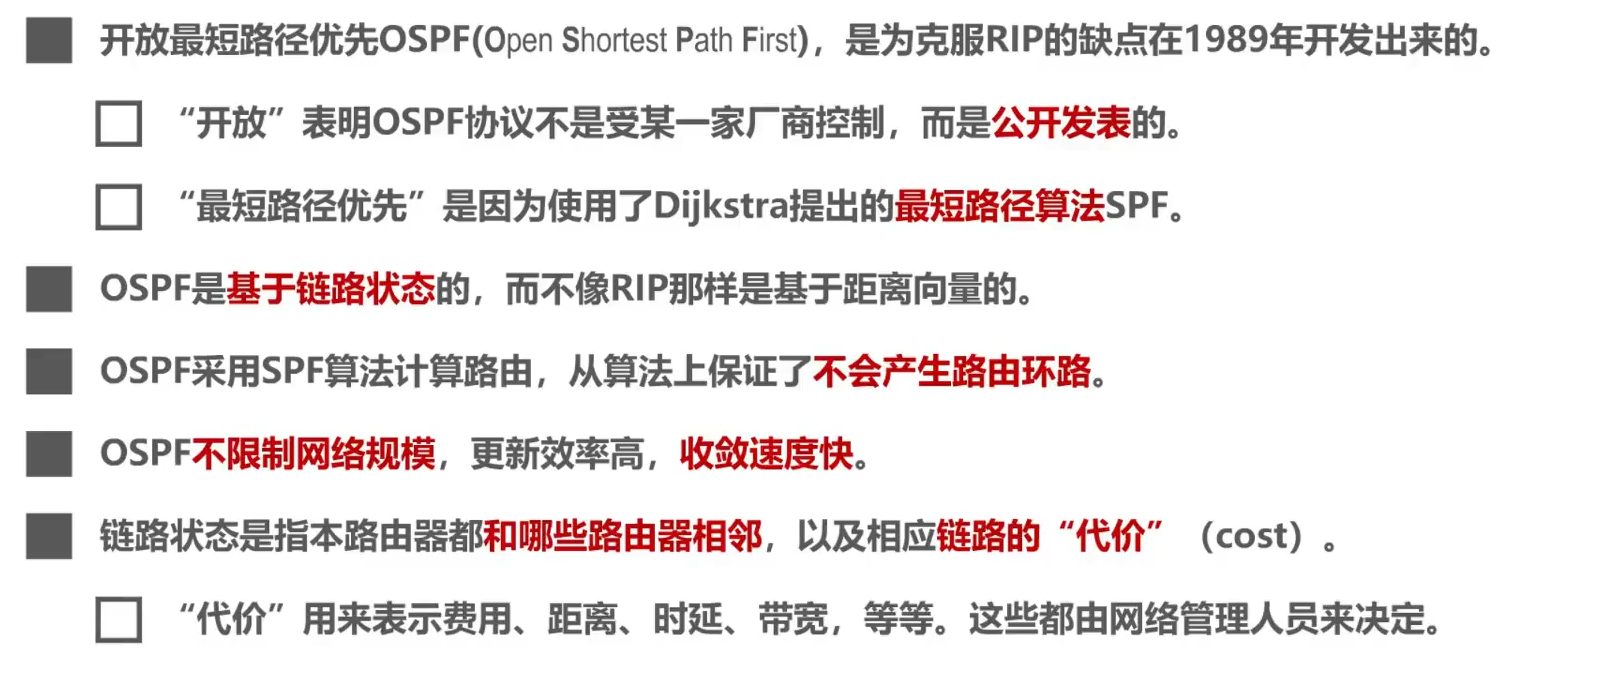 开放最短路径优先OSPF(Open Shortest Path First)，是为克服RIP的缺点在1989年开发出来的。
“开放”表明OSPF协议不是受某一家厂商控制，而是公开发表的。
“最短路径优先”是因为使用了Dijkstra提出的最短路径算法SPF。
OSPF是基于链路状态的，而不像RIP那样是基于距离向量的。
OSPF采用SPF算法计算路由，从算法上保证了不会产生路由环路。
OSPF不限制网络规模，更新效率高，收敛速度快。
链路状态是指本路由器都和哪些路由器相邻，以及相应链路的“代价”（cost）。
“代价”用来表示费用、距离、时延、带宽，等等。这些都由网络管理人员来决定。